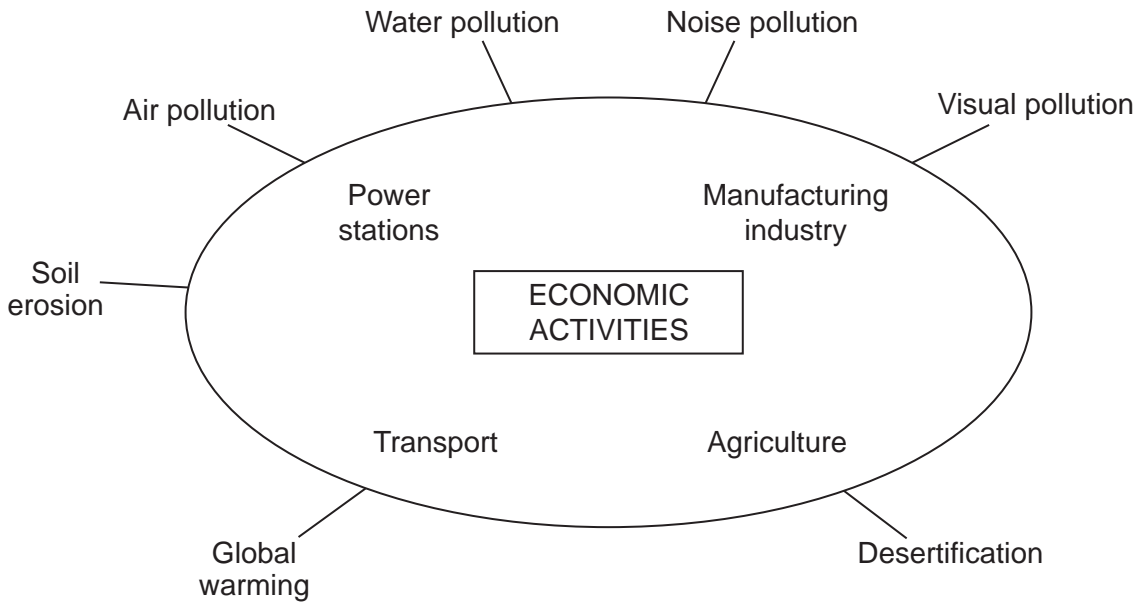 Water pollution
Noise pollution
Air pollution
Visual pollution
Power
stations
Manufacturing
industry
Soil
erosion
ECONOMIC
ACTIVITIES
Transport
Agriculture
Global
warming
Desertification